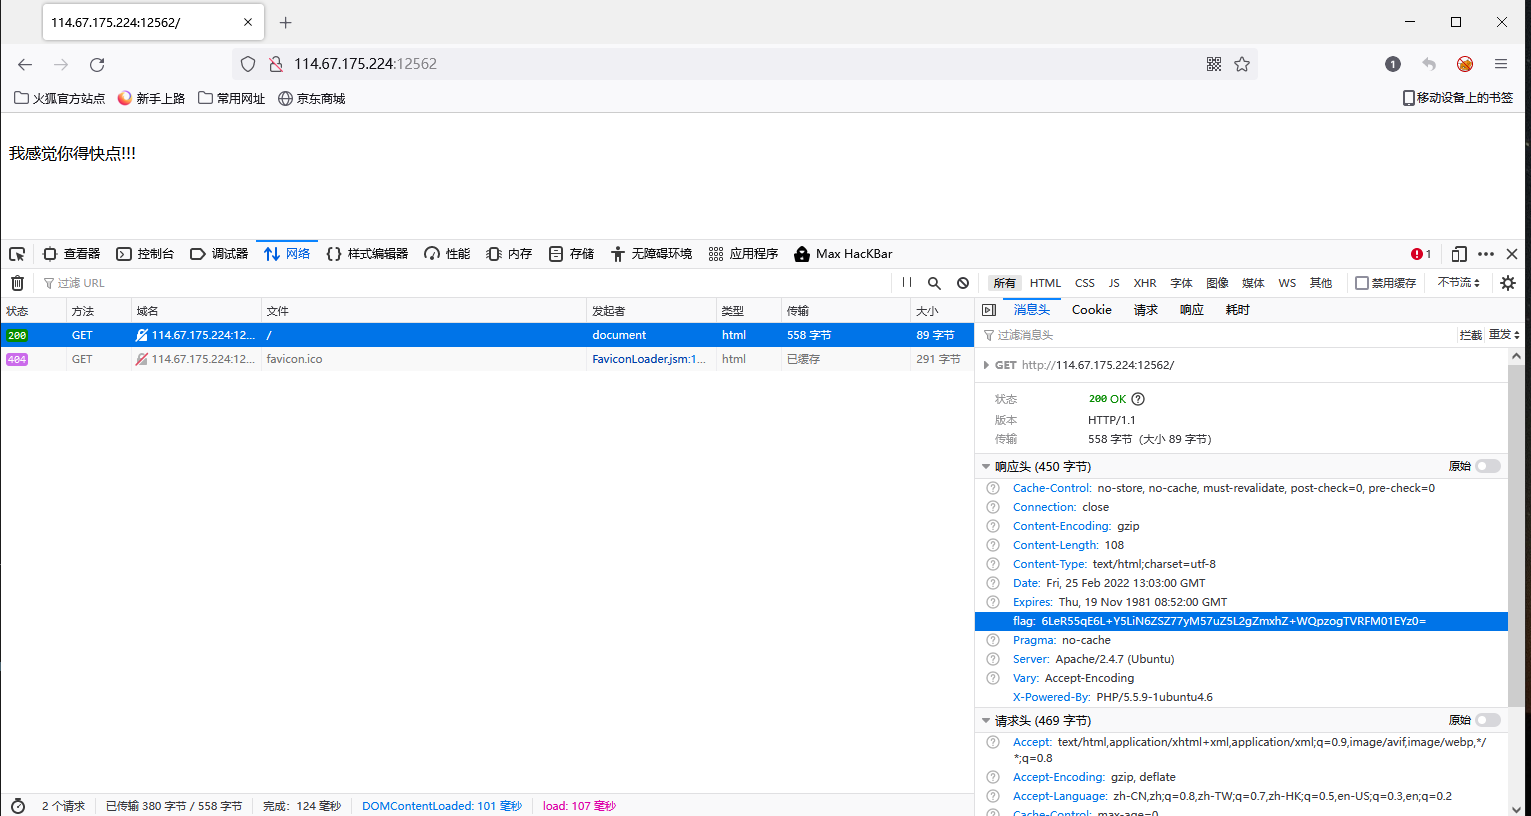 114.67.175.224:12562/
114.67.175.224:12562
1
火狐官方站点 新手上路 常用网址 京东商城 移动设备上的书签
我感觉你得快点!!!
查看器 控制台 调试器 网络 样式编辑器 性能 内存 存储 无障碍环境 应用程序 Max HacKBar 1
过滤 URL 所有 HTML CSS JS XHR 字体 图像 媒体 WS 其他 禁用缓存 不节流
状态 方法 域名 文件 发起者 类型 传输 大小
200 GET 114.67.175.224:12... / document html 558 字节 89 字节
404 GET 114.67.175.224:12... favicon.ico FaviconLoader.jsm:1... html 已缓存 291 字节
消息头 Cookie 请求 响应 耗时
过滤消息头 拦截 重发
GET http://114.67.175.224:12562/
状态 200 OK
版本 HTTP/1.1
传输 558 字节（大小 89 字节）
响应头 (450 字节) 原始
Cache-Control: no-store, no-cache, must-revalidate, post-check=0, pre-check=0
Connection: close
Content-Encoding: gzip
Content-Length: 108
Content-Type: text/html;charset=utf-8
Date: Fri, 25 Feb 2022 13:03:00 GMT
Expires: Thu, 19 Nov 1981 08:52:00 GMT
flag: 6LeR55qE6L+Y5LiN6ZSZ77yM57uZ5L2gZmxhZ+WQpzogTVRFM01EYz0=
Pragma: no-cache
Server: Apache/2.4.7 (Ubuntu)
Vary: Accept-Encoding
X-Powered-By: PHP/5.5.9-1ubuntu4.6
请求头 (469 字节) 原始
Accept: text/html,application/xhtml+xml,application/xml;q=0.9,image/avif,image/webp,*/
*;q=0.8
Accept-Encoding: gzip, deflate
Accept-Language: zh-CN,zh;q=0.8,zh-TW;q=0.7,zh-HK;q=0.5,en-US;q=0.3,en;q=0.2
Cache-Control: max-age=0
2 个请求 已传输 380 字节 / 558 字节 完成：124 毫秒 DOMContentLoaded: 101 毫秒 load: 107 毫秒